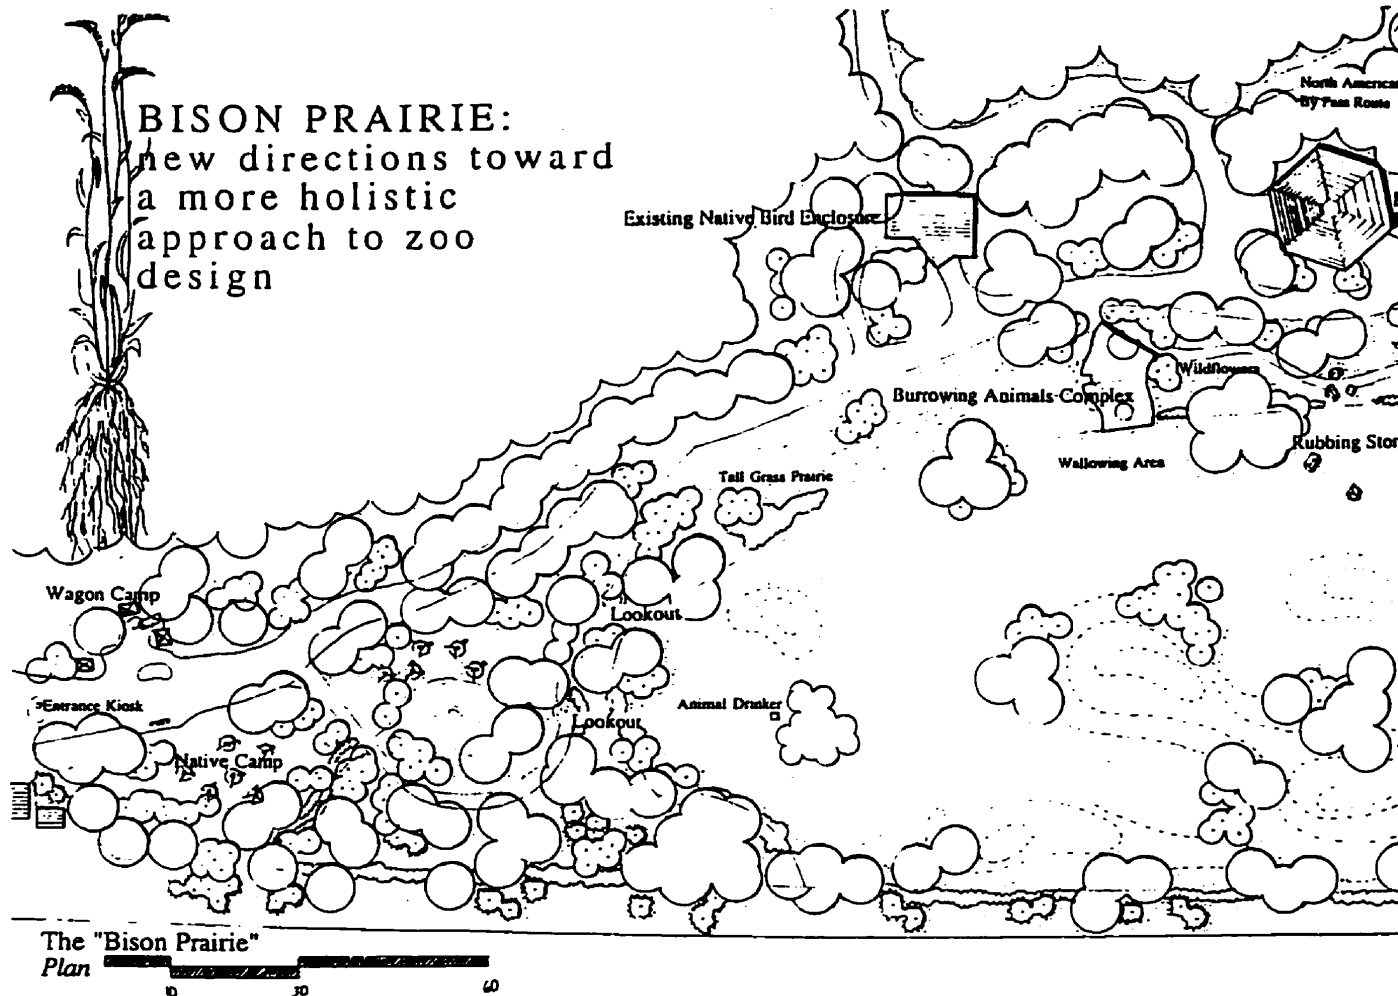 BISON PRAIRIE:
new directions toward
a more holistic
approach to zoo
design
North American
By Pass Route
Existing Native Bird Enclosure
Wildflowers
Burrowing Animals Complex
Rubbing Ston
Wallowing Area
Tall Grass Prairie
Wagon Camp
Lookout
Entrance Kiosk
Animal Drinker
Lookout
Native Camp
The "Bison Prairie"
Plan
10 30 60